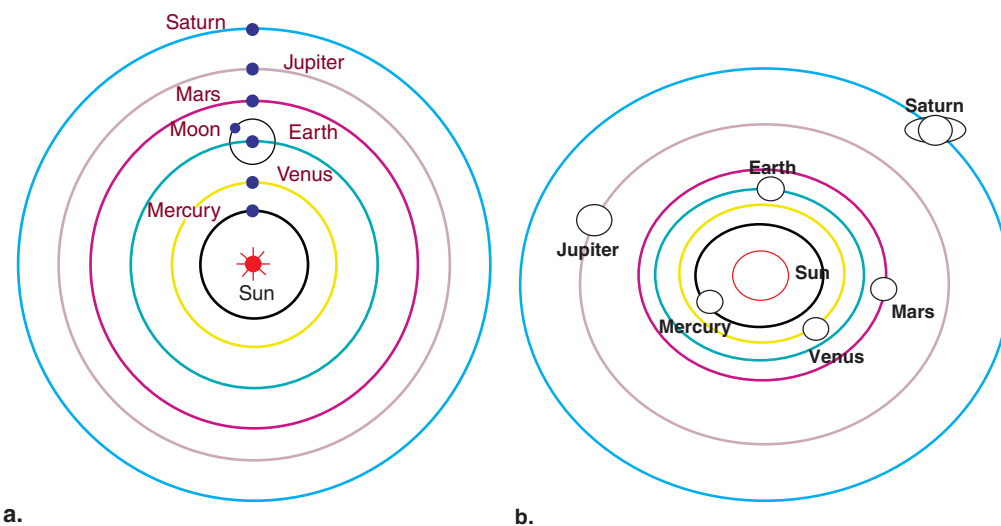 Saturn
Jupiter
Mars
Moon
Earth
Venus
Mercury
Sun
a.
Saturn
Earth
Jupiter
Sun
Mercury
Mars
Venus
b.